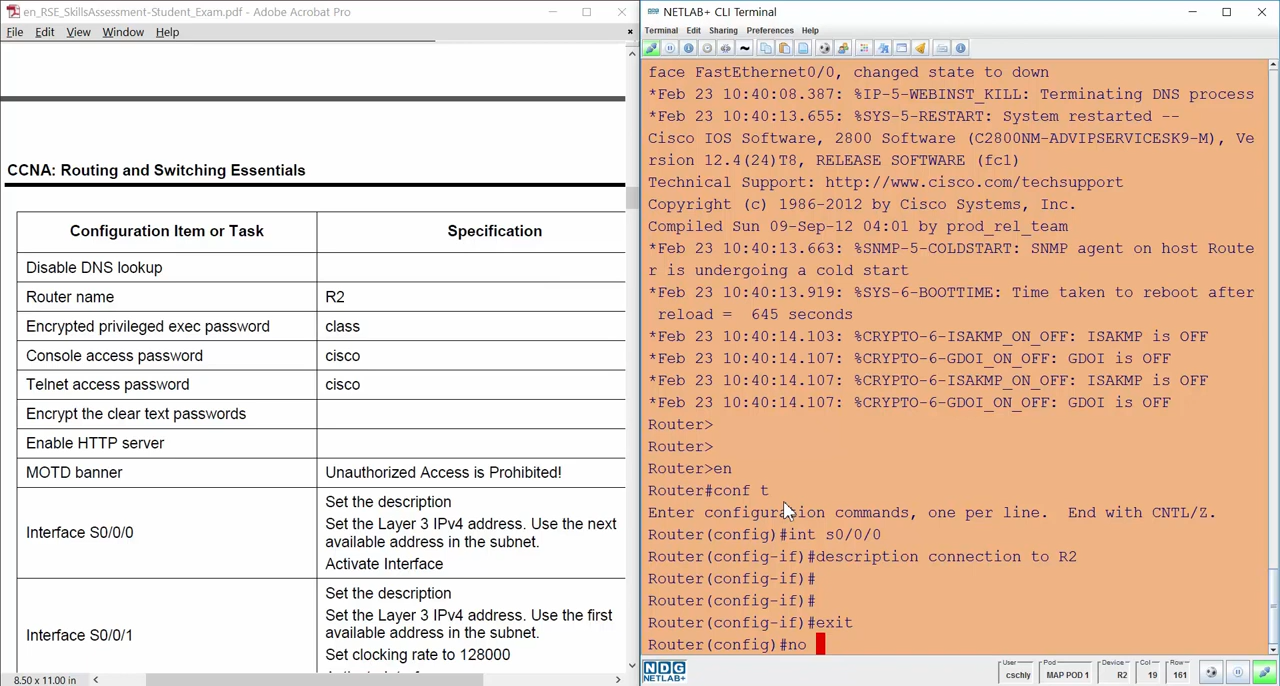 en_RSE_SkillsAssessment-Student_Exam.pdf - Adobe Acrobat Pro
File Edit View Window Help
CCNA: Routing and Switching Essentials
Configuration Item or Task Specification
Disable DNS lookup
Router name R2
Encrypted privileged exec password class
Console access password cisco
Telnet access password cisco
Encrypt the clear text passwords
Enable HTTP server
MOTD banner Unauthorized Access is Prohibited!
Interface S0/0/0
Set the description
Set the Layer 3 IPv4 address. Use the next
available address in the subnet.
Activate Interface
Interface S0/0/1
Set the description
Set the Layer 3 IPv4 address. Use the first
available address in the subnet.
Set clocking rate to 128000
8.50 x 11.00 in
NETLAB+ CLI Terminal
Terminal Edit Sharing Preferences Help
face FastEthernet0/0, changed state to down
*Feb 23 10:40:08.387: %IP-5-WEBINST_KILL: Terminating DNS process
*Feb 23 10:40:13.655: %SYS-5-RESTART: System restarted --
Cisco IOS Software, 2800 Software (C2800NM-ADVIPSERVICESK9-M), Ve
rsion 12.4(24)T8, RELEASE SOFTWARE (fc1)
Technical Support: http://www.cisco.com/techsupport
Copyright (c) 1986-2012 by Cisco Systems, Inc.
Compiled Sun 09-Sep-12 04:01 by prod_rel_team
*Feb 23 10:40:13.663: %SNMP-5-COLDSTART: SNMP agent on host Route
r is undergoing a cold start
*Feb 23 10:40:13.919: %SYS-6-BOOTTIME: Time taken to reboot after
reload =  645 seconds
*Feb 23 10:40:14.103: %CRYPTO-6-ISAKMP_ON_OFF: ISAKMP is OFF
*Feb 23 10:40:14.107: %CRYPTO-6-GDOI_ON_OFF: GDOI is OFF
*Feb 23 10:40:14.107: %CRYPTO-6-ISAKMP_ON_OFF: ISAKMP is OFF
*Feb 23 10:40:14.107: %CRYPTO-6-GDOI_ON_OFF: GDOI is OFF
Router>
Router>
Router>en
Router#conf t
Enter configuration commands, one per line.  End with CNTL/Z.
Router(config)#int s0/0/0
Router(config-if)#description connection to R2
Router(config-if)#
Router(config-if)#
Router(config-if)#exit
Router(config)#no
NDG
NETLAB+
User Pod Device Col Row
cschly MAP POD 1 R2 19 161